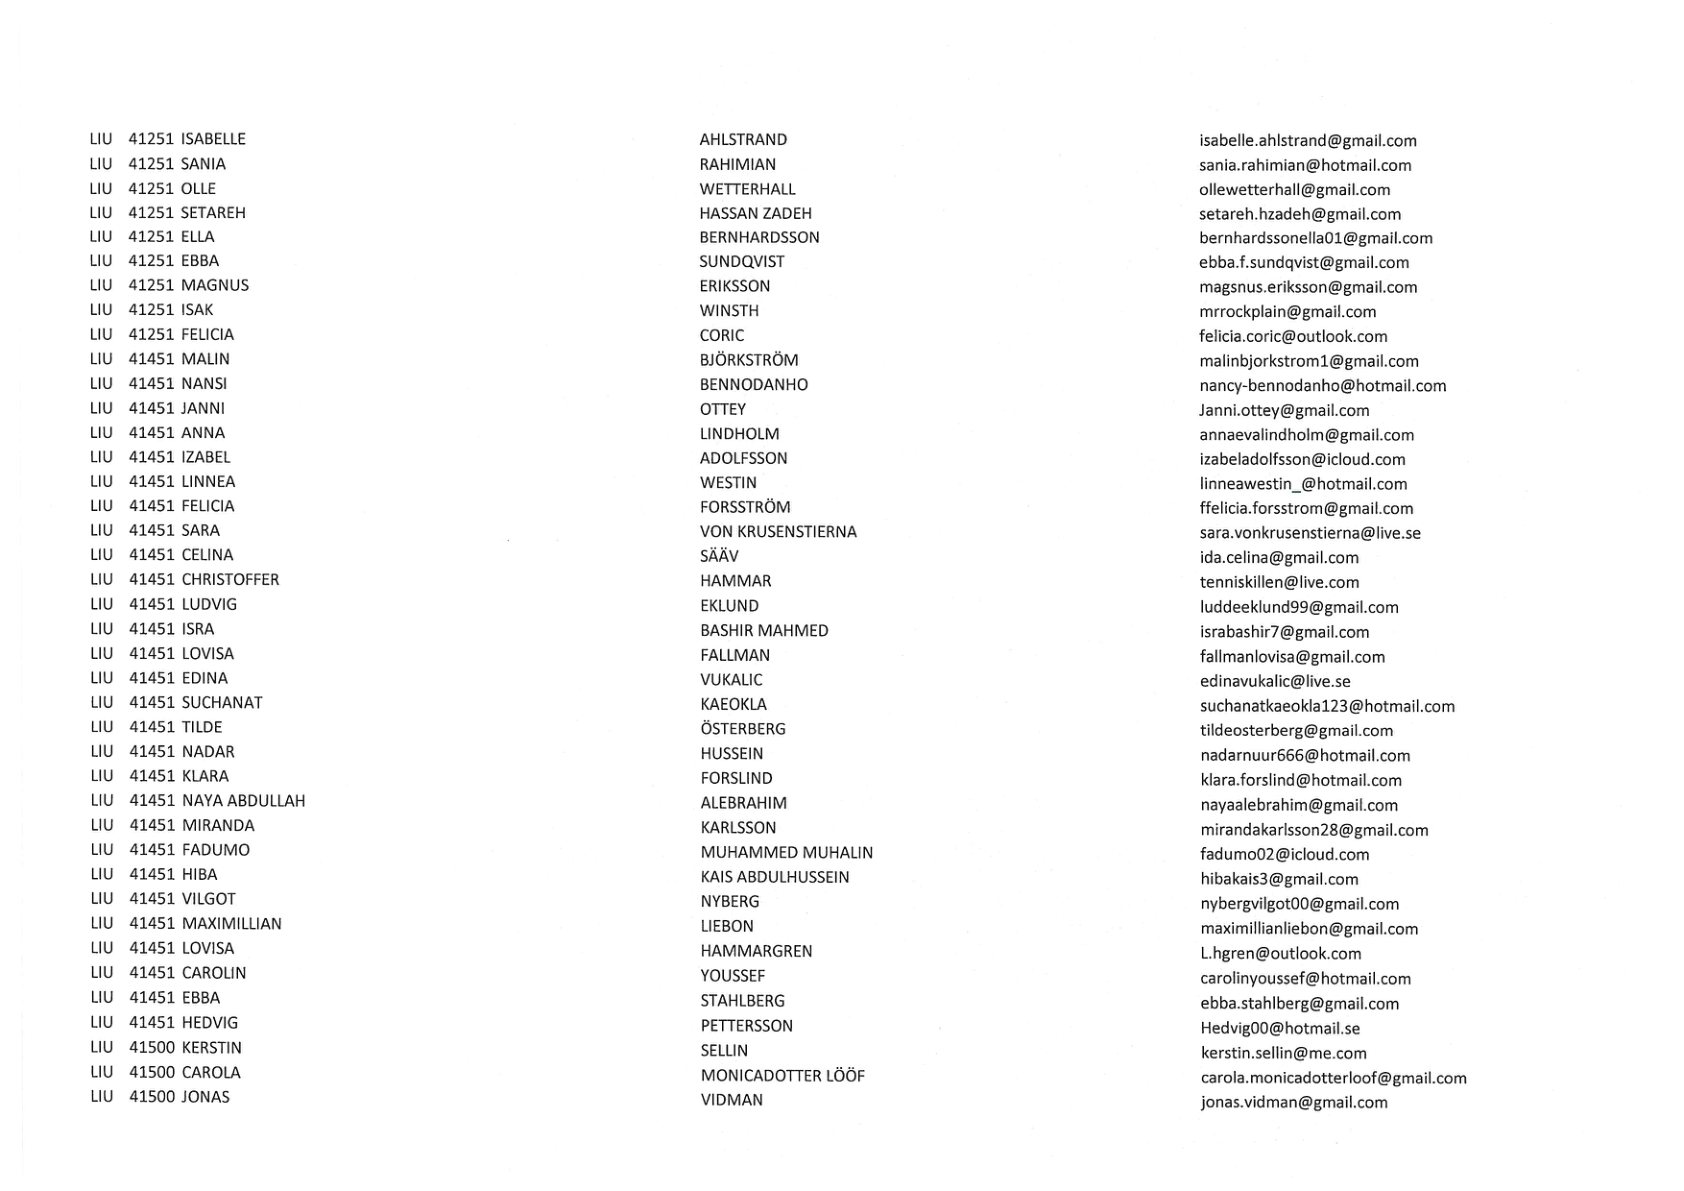 LIU 41251 ISABELLE AHLSTRAND isabelle.ahlstrand@gmail.com
LIU 41251 SANIA RAHIMIAN sania.rahimian@hotmail.com
LIU 41251 OLLE WETTERHALL ollewetterhall@gmail.com
LIU 41251 SETAREH HASSAN ZADEH setareh.hzadeh@gmail.com
LIU 41251 ELLA BERNHARDSSON bernhardssonella01@gmail.com
LIU 41251 EBBA SUNDQVIST ebba.f.sundqvist@gmail.com
LIU 41251 MAGNUS ERIKSSON magsnus.eriksson@gmail.com
LIU 41251 ISAK WINSTH mrrockplain@gmail.com
LIU 41251 FELICIA CORIC felicia.coric@outlook.com
LIU 41451 MALIN BJÖRKSTRÖM malinbjorkstrom1@gmail.com
LIU 41451 NANSI BENNODANHO nancy-bennodanho@hotmail.com
LIU 41451 JANNI OTTEY Janni.ottey@gmail.com
LIU 41451 ANNA LINDHOLM annaevalindholm@gmail.com
LIU 41451 IZABEL ADOLFSSON izabeladolfsson@icloud.com
LIU 41451 LINNEA WESTIN linneawestin_@hotmail.com
LIU 41451 FELICIA FORSSTRÖM ffelicia.forsstrom@gmail.com
LIU 41451 SARA VON KRUSENSTIERNA sara.vonkrusenstierna@live.se
LIU 41451 CELINA SÄÄV ida.celina@gmail.com
LIU 41451 CHRISTOFFER HAMMAR tenniskillen@live.com
LIU 41451 LUDVIG EKLUND luddeeklund99@gmail.com
LIU 41451 ISRA BASHIR MAHMED israbashir7@gmail.com
LIU 41451 LOVISA FALLMAN fallmanlovisa@gmail.com
LIU 41451 EDINA VUKALIC edinavukalic@live.se
LIU 41451 SUCHANAT KAEOKLA suchanatkaeokla123@hotmail.com
LIU 41451 TILDE ÖSTERBERG tildeosterberg@gmail.com
LIU 41451 NADAR HUSSEIN nadarnuur666@hotmail.com
LIU 41451 KLARA FORSLIND klara.forslind@hotmail.com
LIU 41451 NAYA ABDULLAH ALEBRAHIM nayaalebrahim@gmail.com
LIU 41451 MIRANDA KARLSSON mirandakarlsson28@gmail.com
LIU 41451 FADUMO MUHAMMED MUHALIN fadumo02@icloud.com
LIU 41451 HIBA KAIS ABDULHUSSEIN hibakais3@gmail.com
LIU 41451 VILGOT NYBERG nybergvilgot00@gmail.com
LIU 41451 MAXIMILLIAN LIEBON maximillianliebon@gmail.com
LIU 41451 LOVISA HAMMARGREN L.hgren@outlook.com
LIU 41451 CAROLIN YOUSSEF carolinyoussef@hotmail.com
LIU 41451 EBBA STAHLBERG ebba.stahlberg@gmail.com
LIU 41451 HEDVIG PETTERSSON Hedvig00@hotmail.se
LIU 41500 KERSTIN SELLIN kerstin.sellin@me.com
LIU 41500 CAROLA MONICADOTTER LÖÖF carola.monicadotterloof@gmail.com
LIU 41500 JONAS VIDMAN jonas.vidman@gmail.com